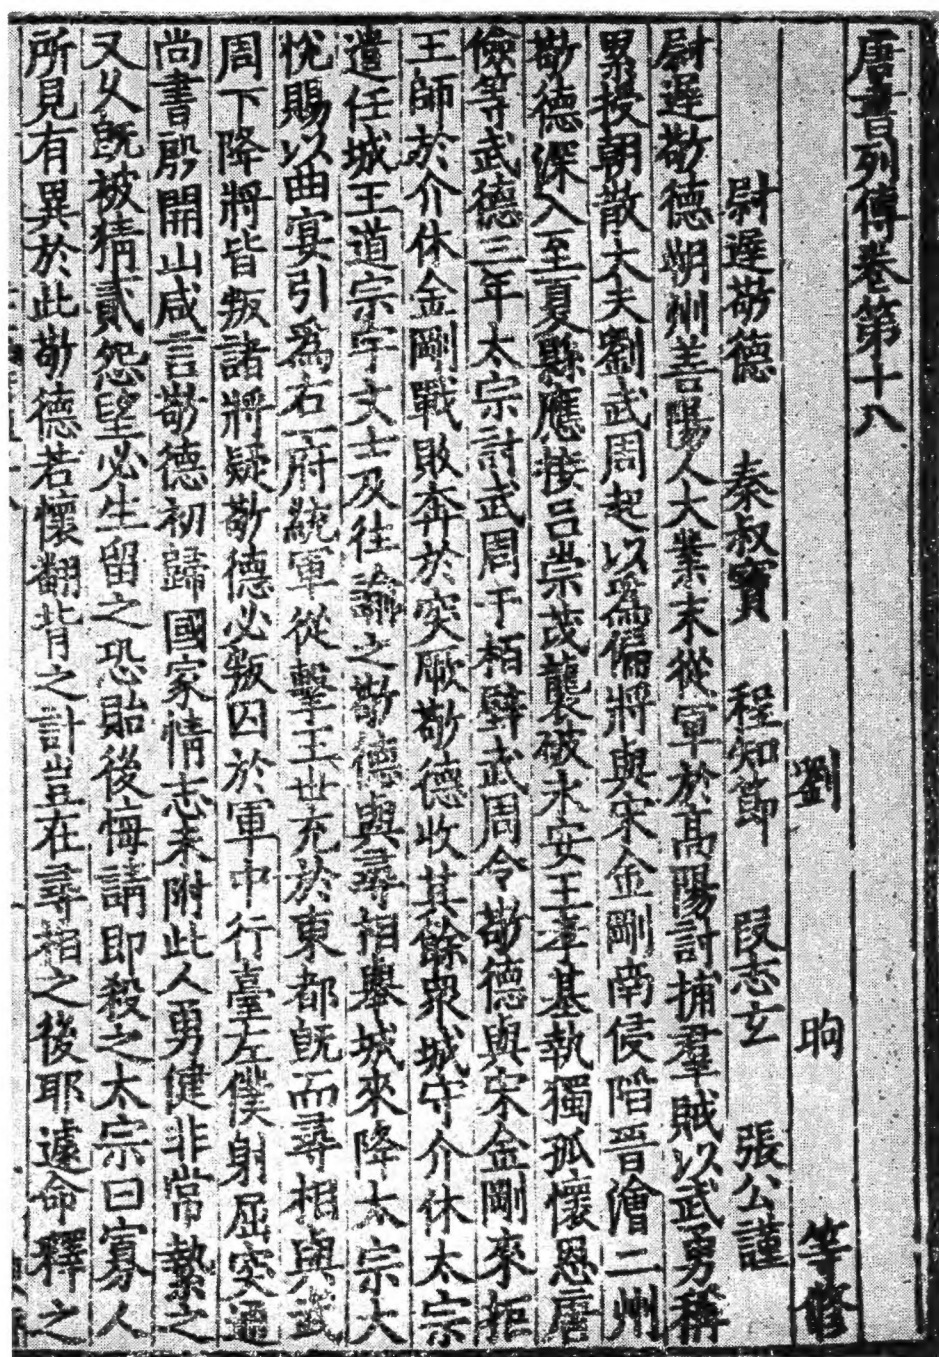 唐書列傳卷第十八
劉昫等修
尉遲敬德 秦叔寶 程知節 段志玄 張公謹
尉遲敬德朔州善陽人大業末從軍於髙陽討捕羣賊以武勇稱
累授朝散大夫劉武周起以爲偏將與宋金剛南侵陷晉澮二州
敬德深入至夏縣應接呂崇茂襲破永安王孝基執獨孤懷恩唐
儉等武德三年太宗討武周于栢壁武周令敬德與宋金剛來拒
王師於介休金剛戰敗奔於突厥敬德收其餘衆城守介休太宗
遣任城王道宗宇文士及往諭之敬德與尋相舉城來降太宗大
悅賜以曲宴引爲右一府統軍從擊王世充於東都旣而尋相與武
周下降將皆叛諸將疑敬德必叛囚於軍中行臺左僕射屈突通
尚書殷開山咸言敬德初歸國家情志未附此人勇健非常縶之
又久旣被猜貳怨望必生留之恐貽後悔請即殺之太宗曰寡人
所見有異於此敬德若懷翻背之計豈在尋相之後耶遽命釋之